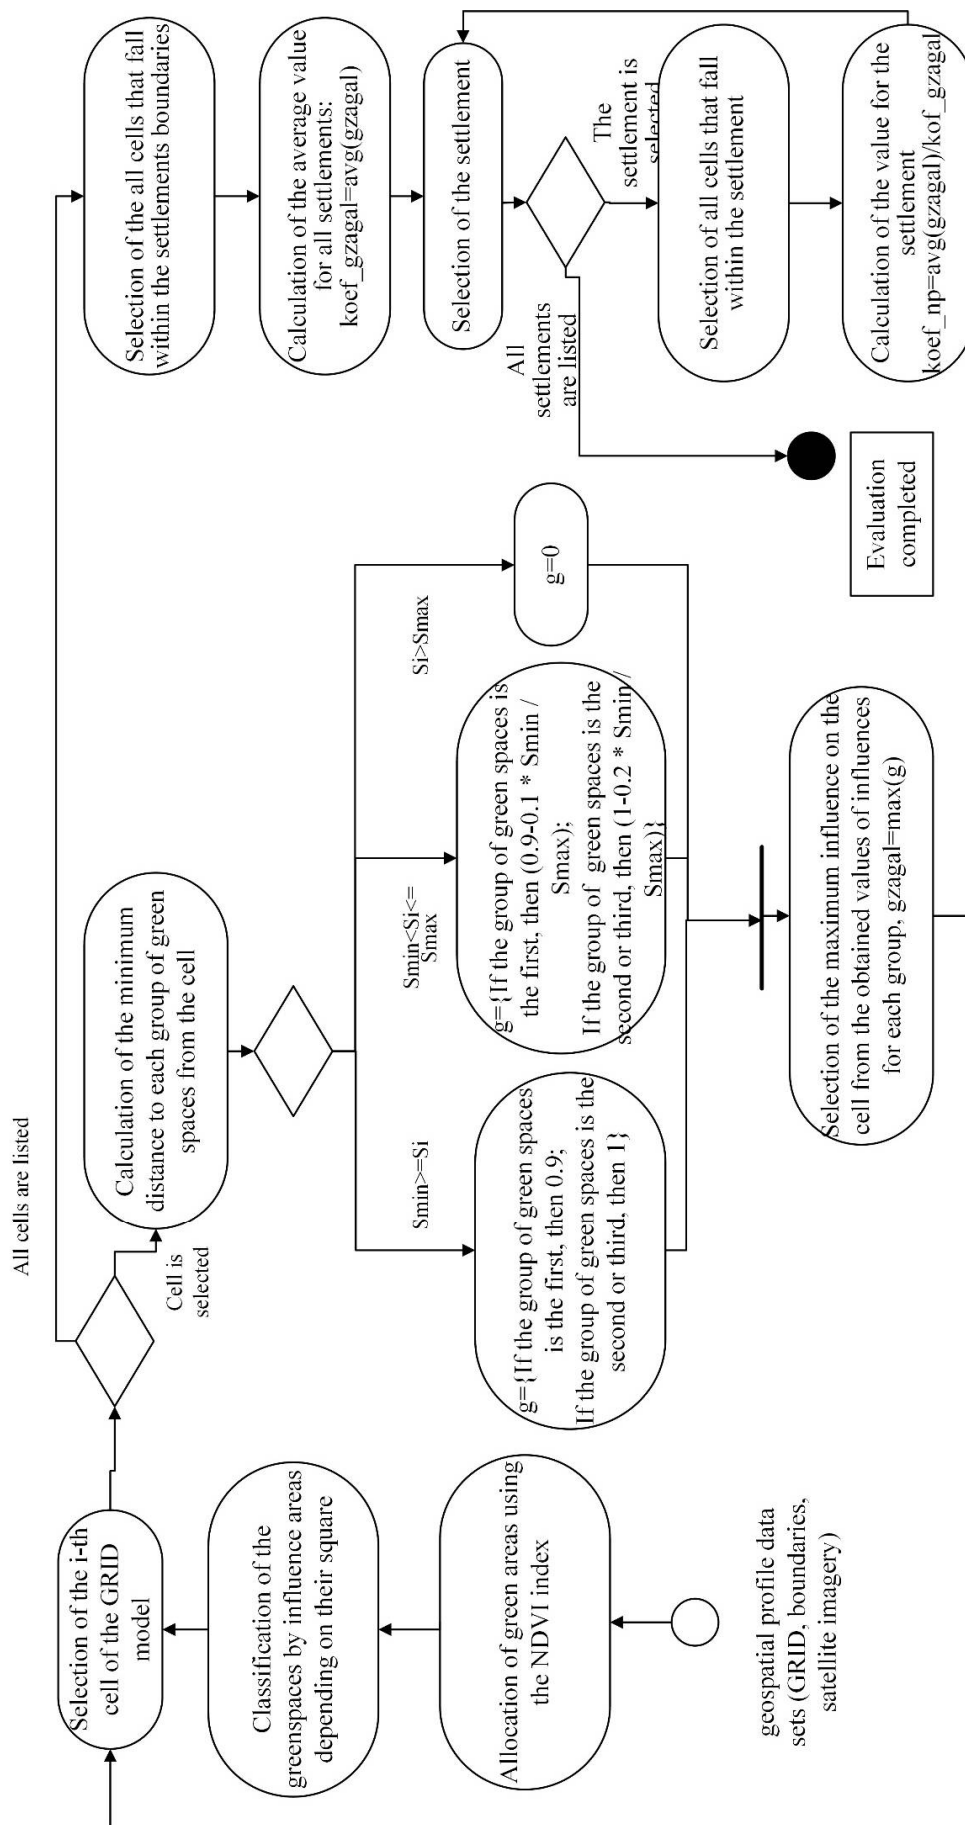 geospatial profile data
sets (GRID, boundaries,
satellite imagery)
Allocation of green areas using
the NDVI index
Classification of the
greenspaces by influence areas
depending on their square
Selection of the i-th
cell of the GRID
model
All cells are listed
Cell is
selected
Calculation of the minimum
distance to each group of green
spaces from the cell
Smin>=Si
Smin<Si<=
Smax
Si>Smax
g={If the group of green spaces
is the first, then 0.9;
If the group of green spaces is the
second or third, then 1}
g={If the group of green spaces is
the first, then (0.9-0.1 * Smin /
Smax);
If the group of green spaces is the
second or third, then (1-0.2 * Smin /
Smax)}
g=0
Selection of the maximum influence on the
cell from the obtained values of influences
for each group, gzagal=max(g)
Selection of the all cells that fall
within the settlements boundaries
Calculation of the average value
for all settlements:
koef_gzagal=avg(gzagal)
Selection of the settlement
All
settlements
are listed
The
settlement is
selected
Selection of all cells that fall
within the settlement
Calculation of the value for the
settlement
koef_np=avg(gzagal)/kof_gzagal
Evaluation
completed